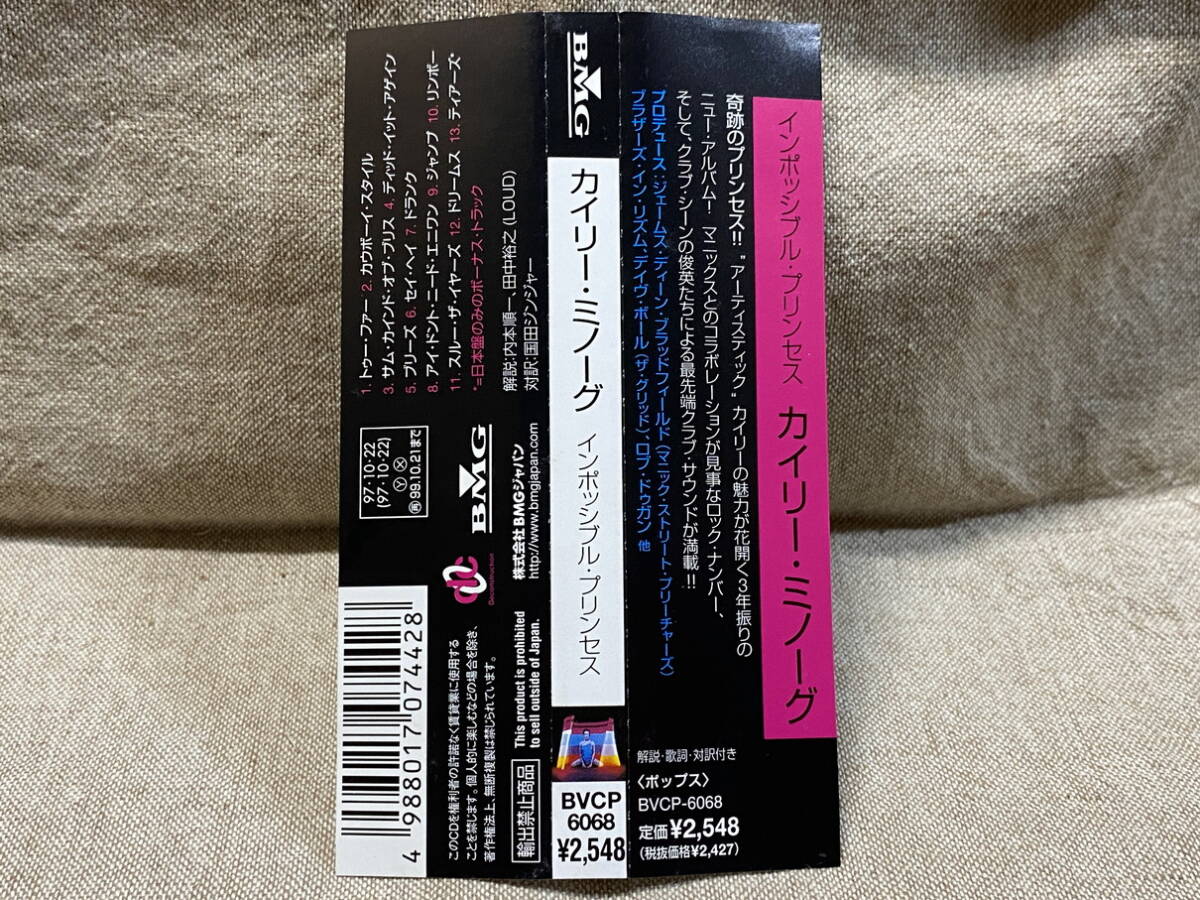 インポッシブル・プリンセス カイリー・ミノーグ
奇跡のプリンセス!! "アーティスティック" カイリーの魅力が花開く3年振りの
ニュー・アルバム! マニックスとのコラボレーションが見事なロック・ナンバー、
そして、クラブ・シーンの俊英たちによる最先端クラブ・サウンドが満載!!
プロデュース:ジェームス・ディーン・ブラッドフィールド(マニック・ストリート・プリーチャーズ)
ブラザーズ・イン・リズム、デイヴ・ボール(ザ・グリッド)、ロブ・ドゥガン 他
解説・歌詞・対訳付き
〈ポップス〉
BVCP-6068
定価¥2,548
(税抜価格¥2,427)
BMG
カイリー・ミノーグ インポッシブル・プリンセス
BVCP
6068
¥2,548
1. トゥー・ファー 2. カウボーイ・スタイル
3. サム・カインド・オブ・ブリス 4. ディッド・イット・アゲイン
5. ブリーズ 6. セイ・ヘイ 7. ドランク
8. アイ・ドント・ニード・エニワン 9. ジャンプ 10. リンボー
11. スルー・ザ・イヤーズ 12. ドリームス 13. ティアーズ*
*=日本盤のみのボーナス・トラック
解説:内本順一、田中裕之 (LOUD)
対訳:国田ジンジャー
97・10・22
(97・10・22)
Ⓨ Ⓧ
再 99.10.21まで
BMG
株式会社 BMGジャパン
http://www.bmgjapan.com
dc
Deconstruction
このCDを権利者の許諾なく賃貸業に使用する
ことを禁じます。個人的に楽しむなどの場合を除き、
著作権法上、無断複製は禁じられています。
This product is prohibited
to sell outside of Japan.
輸出禁止商品
4 988017 074428